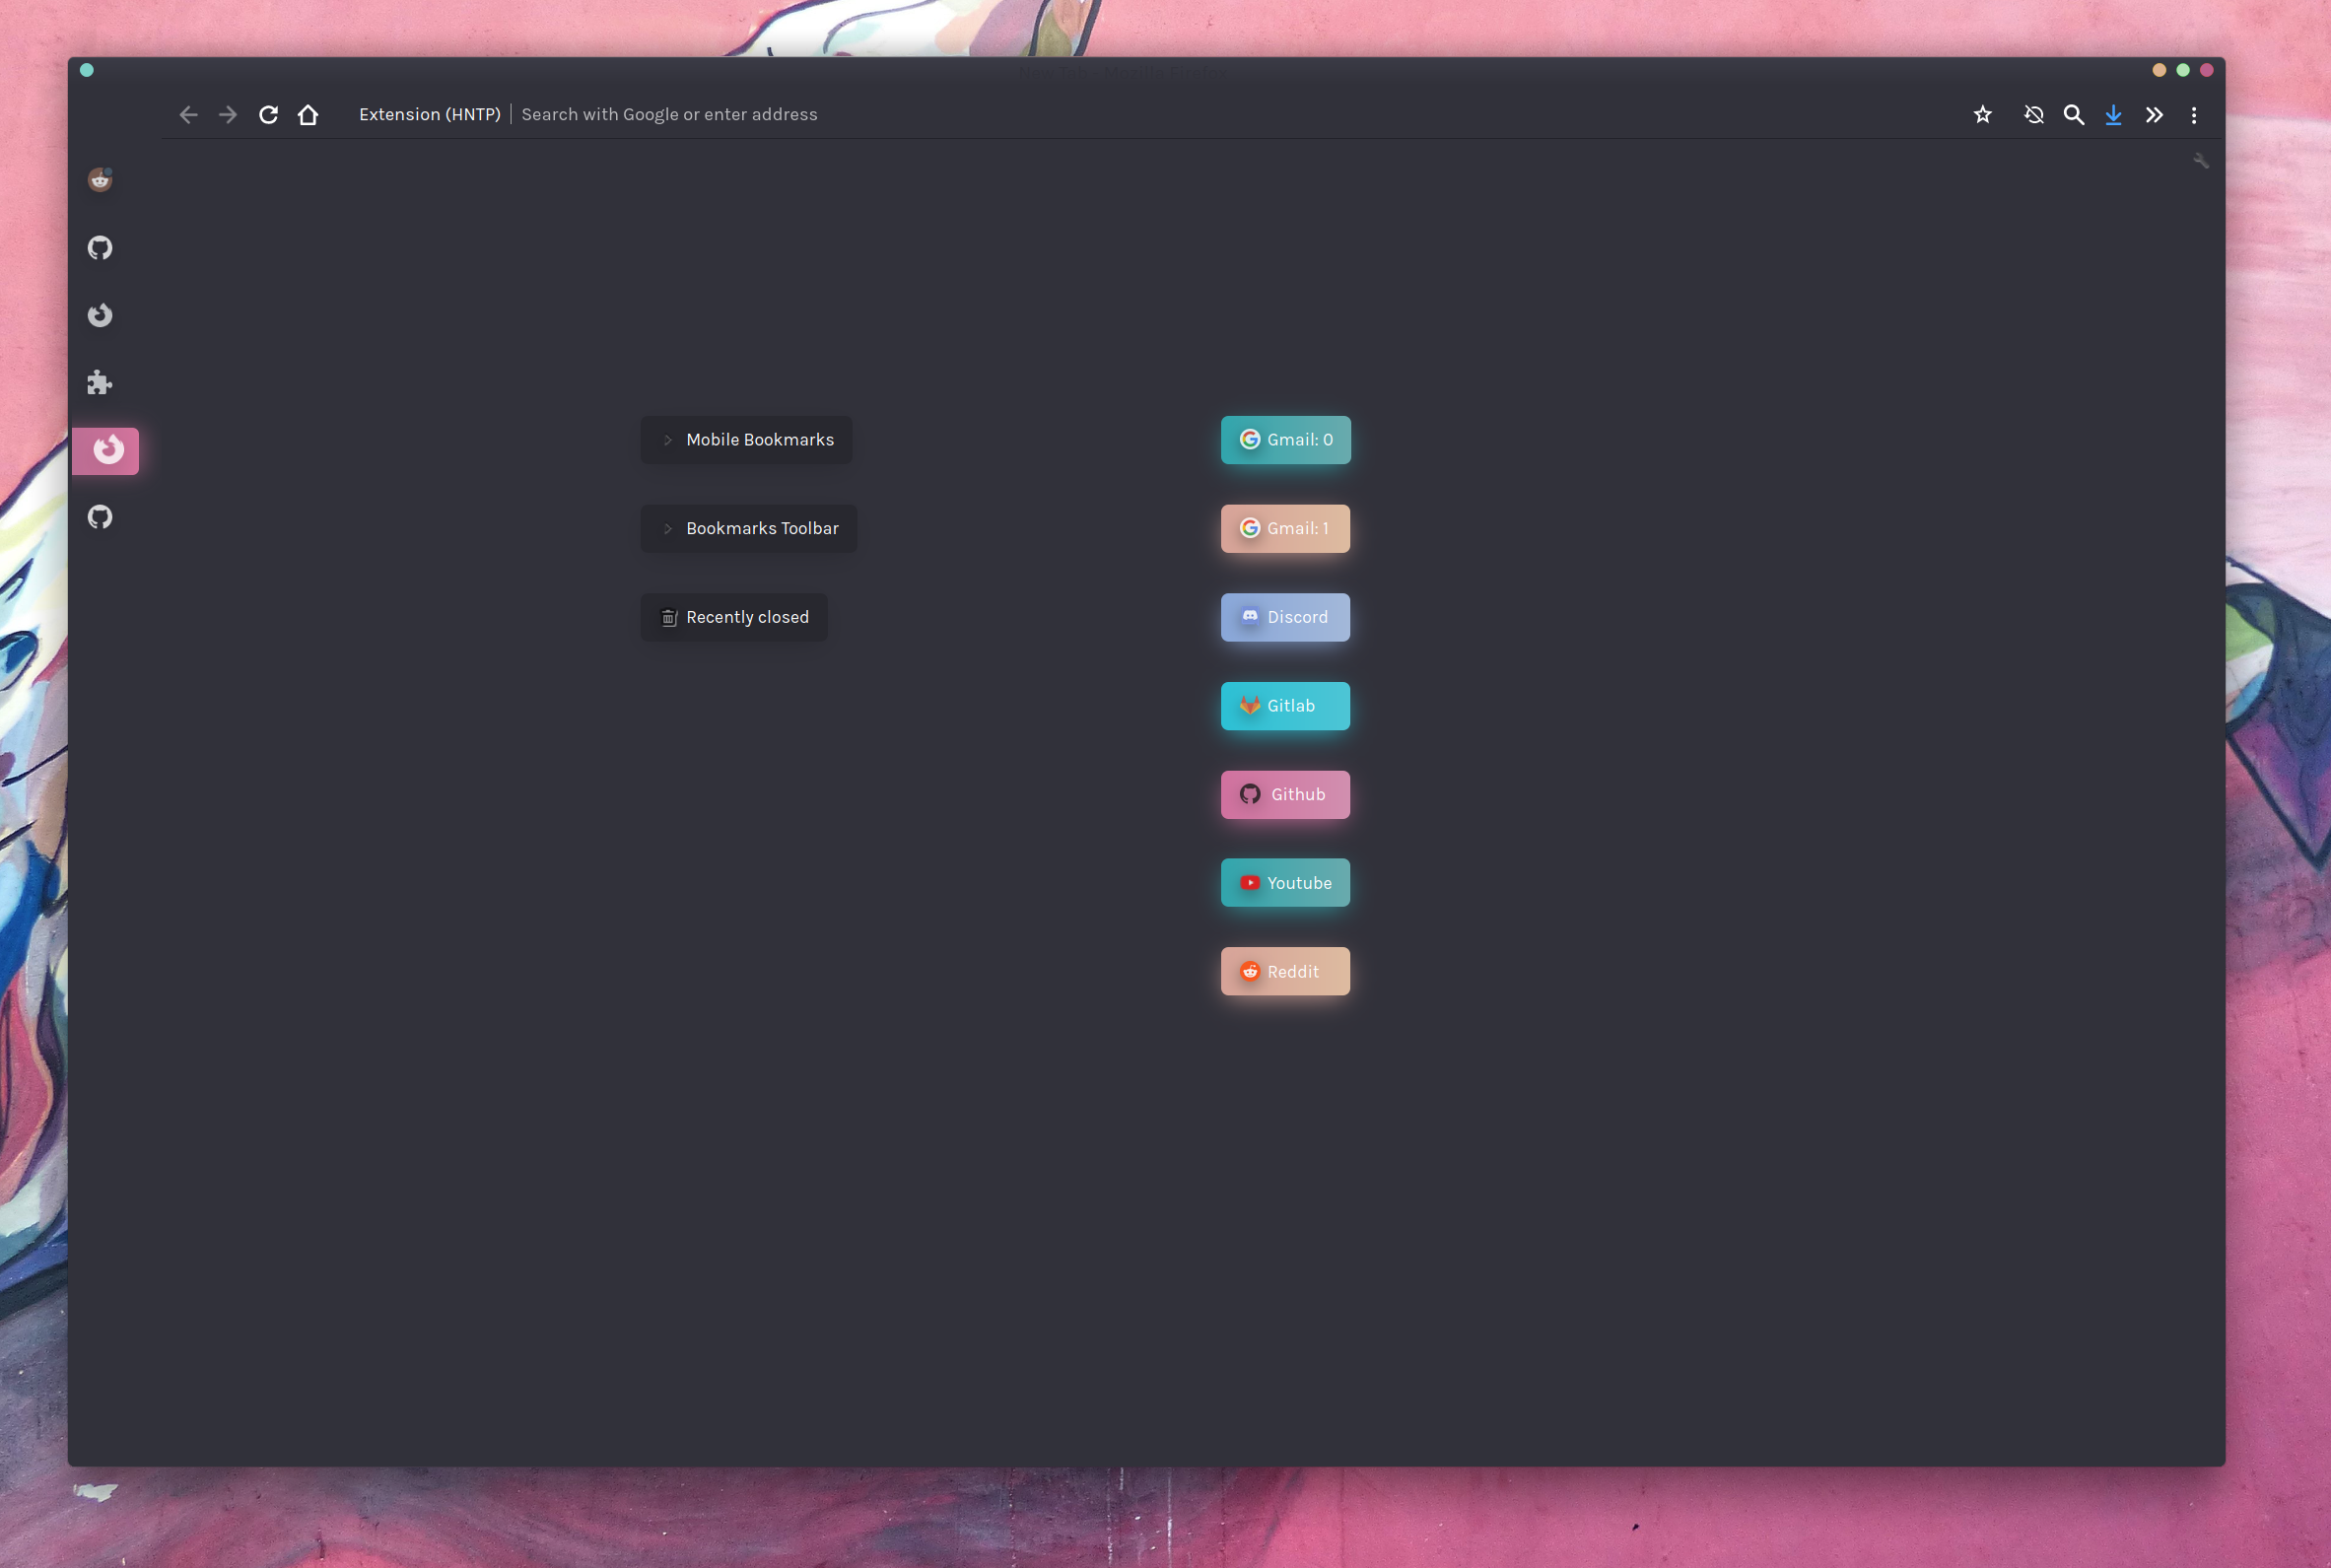 Extension (HNTP) Search with Google or enter address
Mobile Bookmarks
Bookmarks Toolbar
Recently closed
Gmail: 0
Gmail: 1
Discord
Gitlab
Github
Youtube
Reddit